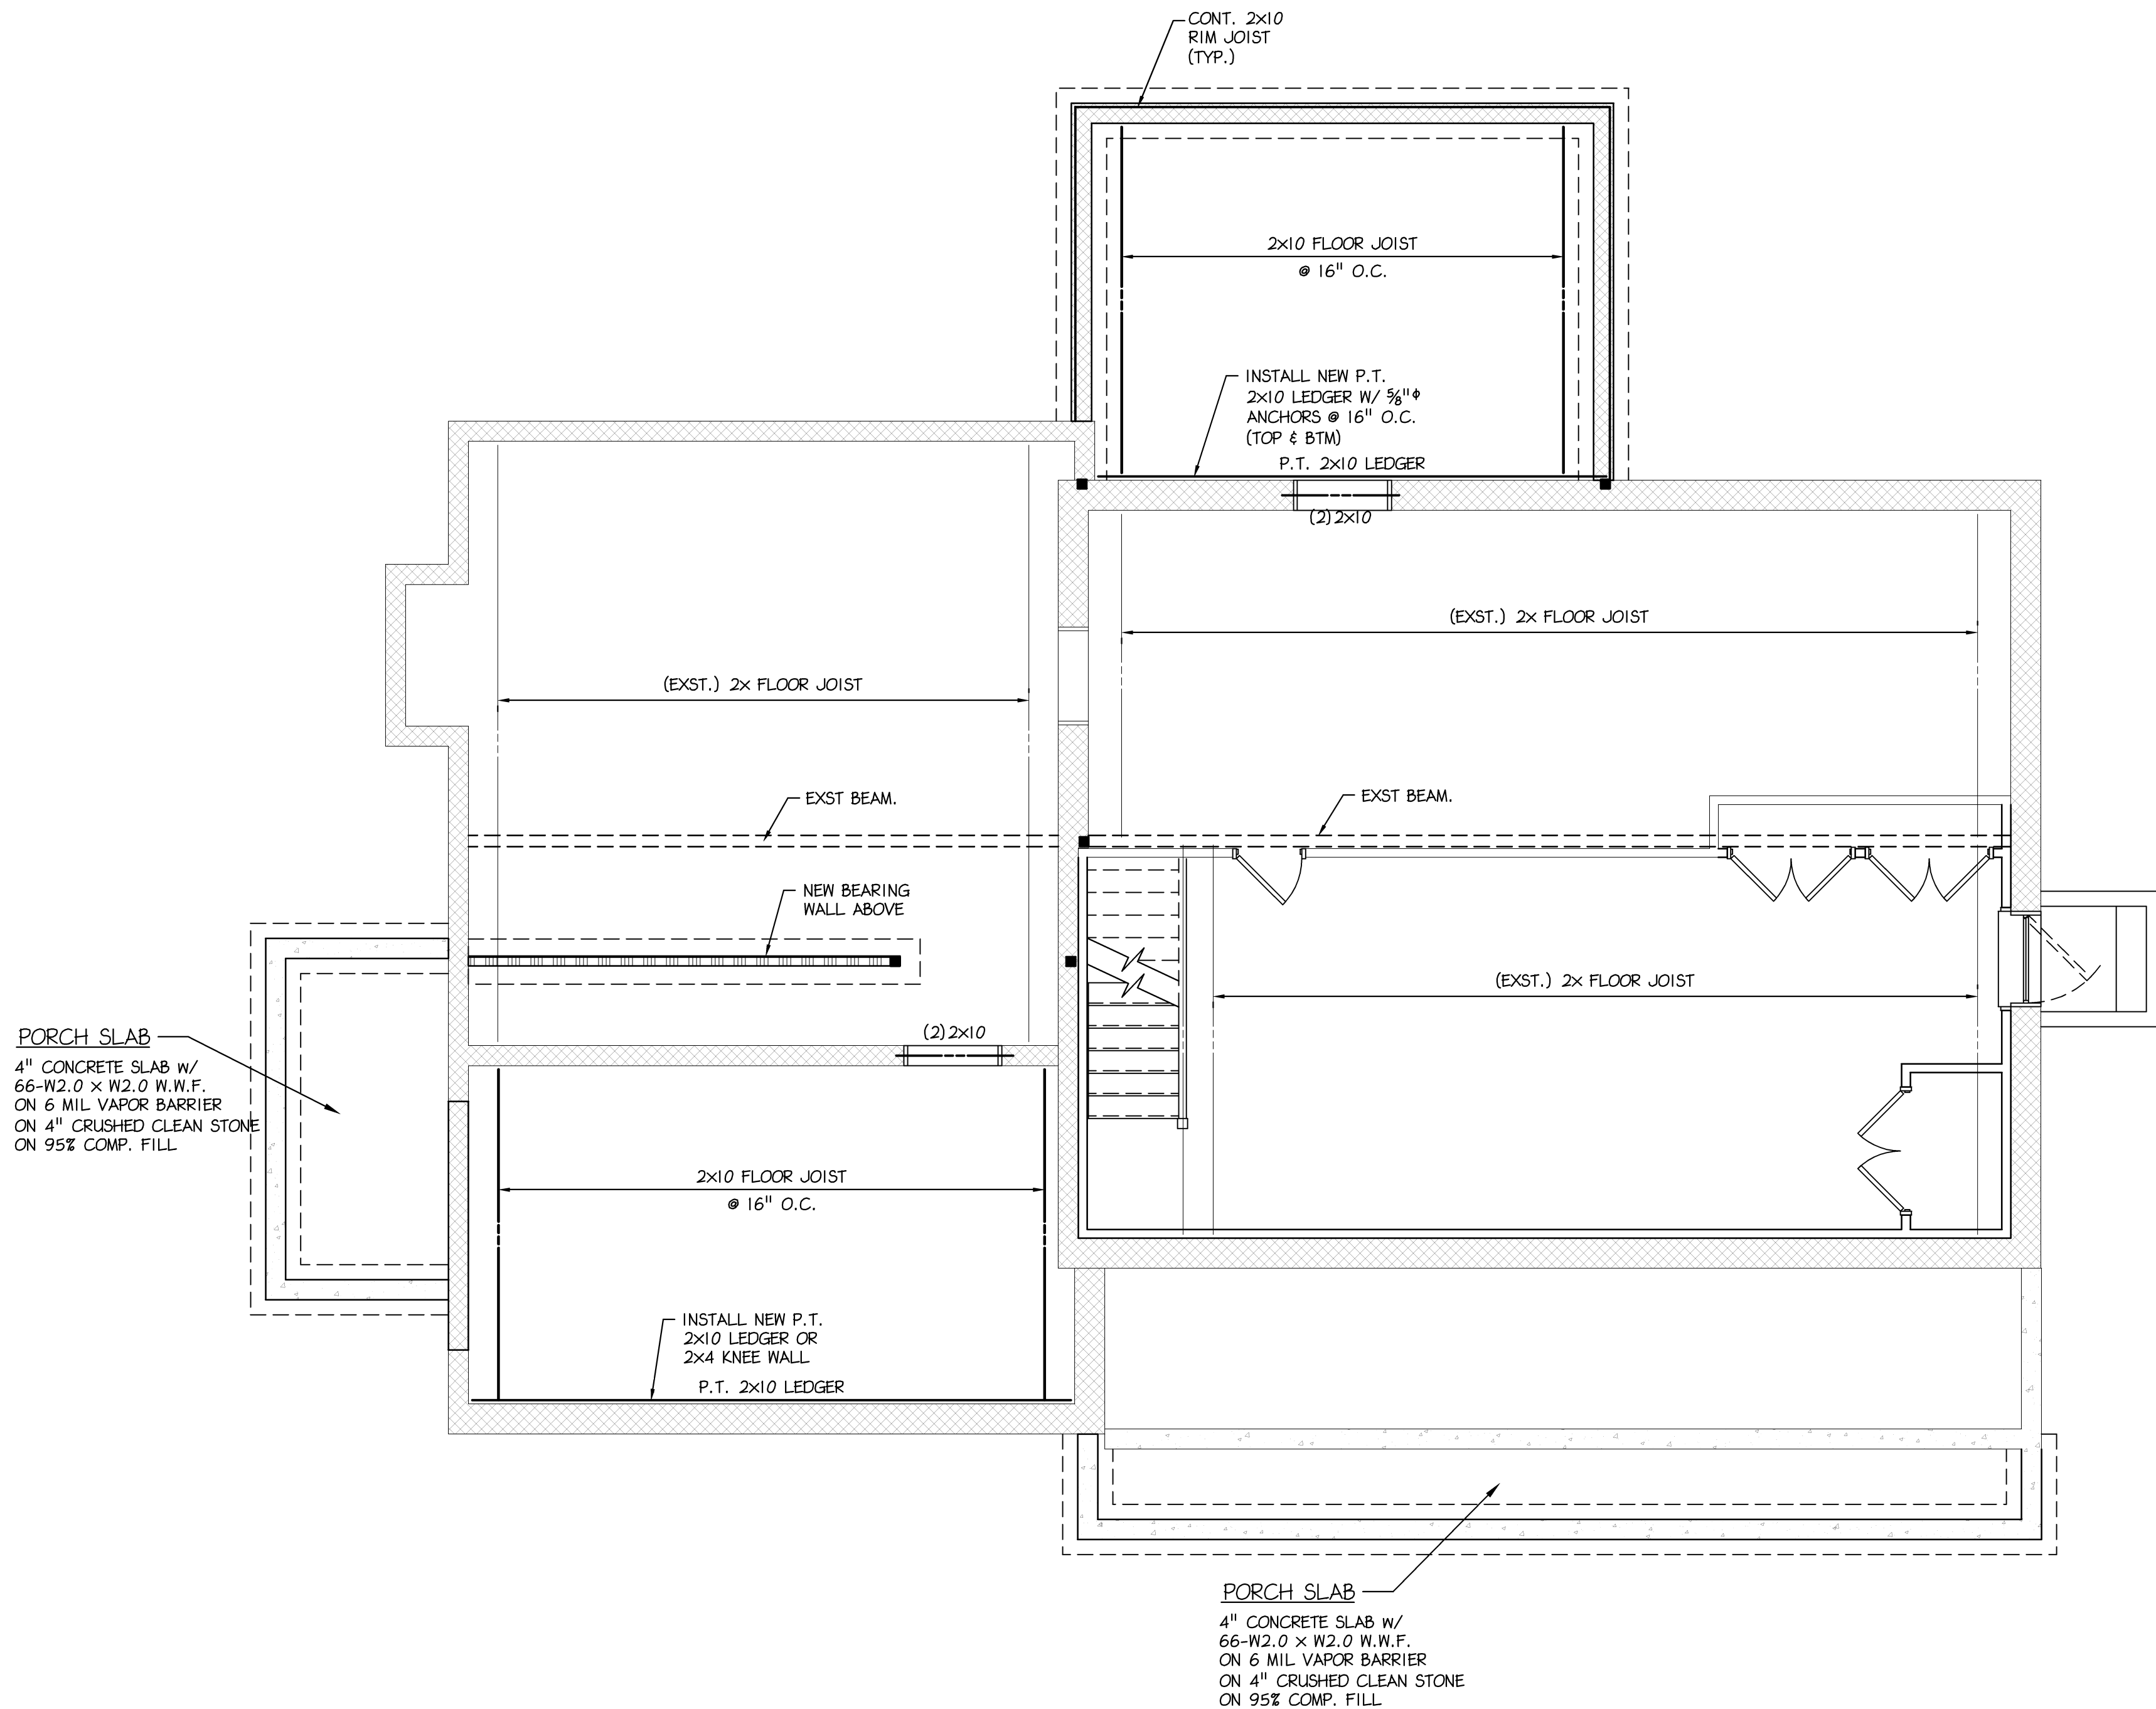 CONT. 2x10
RIM JOIST
(TYP.)
2x10 FLOOR JOIST
@ 16" O.C.
INSTALL NEW P.T.
2x10 LEDGER W/ 5/8"ϕ
ANCHORS @ 16" O.C.
(TOP & BTM)
P.T. 2x10 LEDGER
(2)2x10
(EXST.) 2x FLOOR JOIST
(EXST.) 2x FLOOR JOIST
EXST BEAM.
EXST BEAM.
NEW BEARING
WALL ABOVE
(EXST.) 2x FLOOR JOIST
(2)2x10
PORCH SLAB
4" CONCRETE SLAB W/
66-W2.0 x W2.0 W.W.F.
ON 6 MIL VAPOR BARRIER
ON 4" CRUSHED CLEAN STONE
ON 95% COMP. FILL
2x10 FLOOR JOIST
@ 16" O.C.
INSTALL NEW P.T.
2x10 LEDGER OR
2x4 KNEE WALL
P.T. 2x10 LEDGER
PORCH SLAB
4" CONCRETE SLAB W/
66-W2.0 x W2.0 W.W.F.
ON 6 MIL VAPOR BARRIER
ON 4" CRUSHED CLEAN STONE
ON 95% COMP. FILL